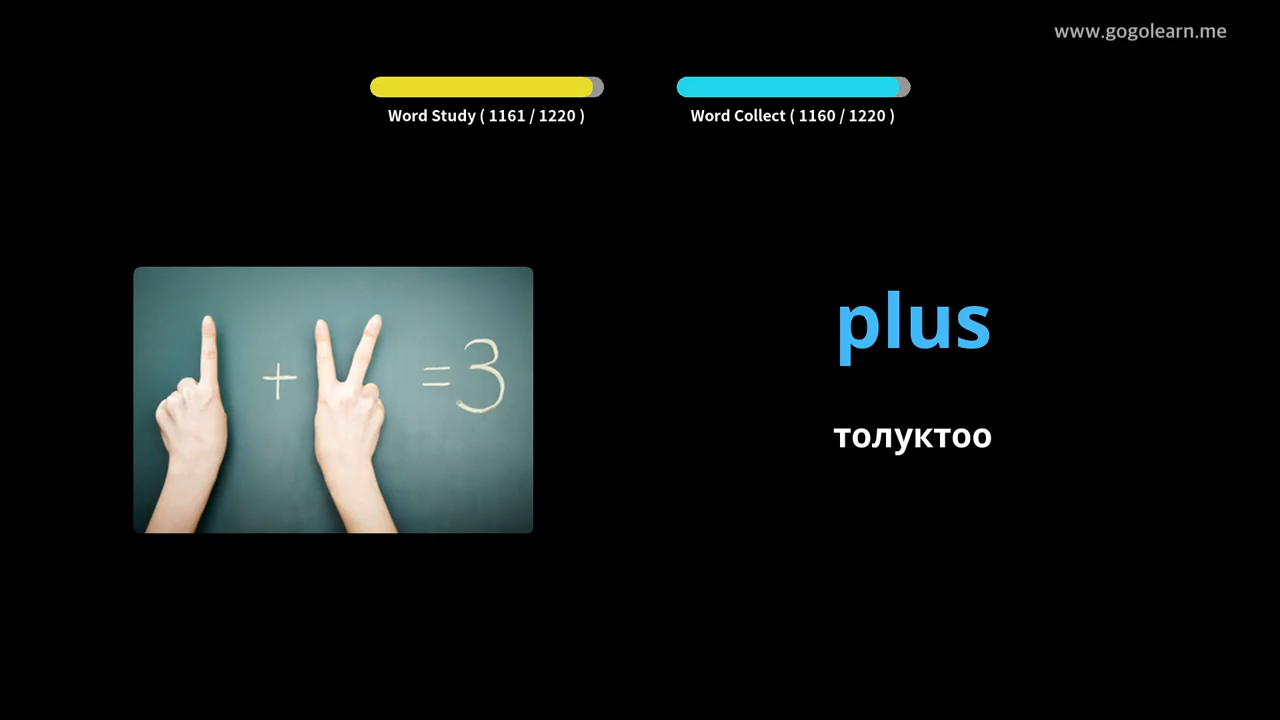 www.gogolearn.me
Word Study ( 1161 / 1220 )
Word Collect ( 1160 / 1220 )
+ =3
plus
толуктоо